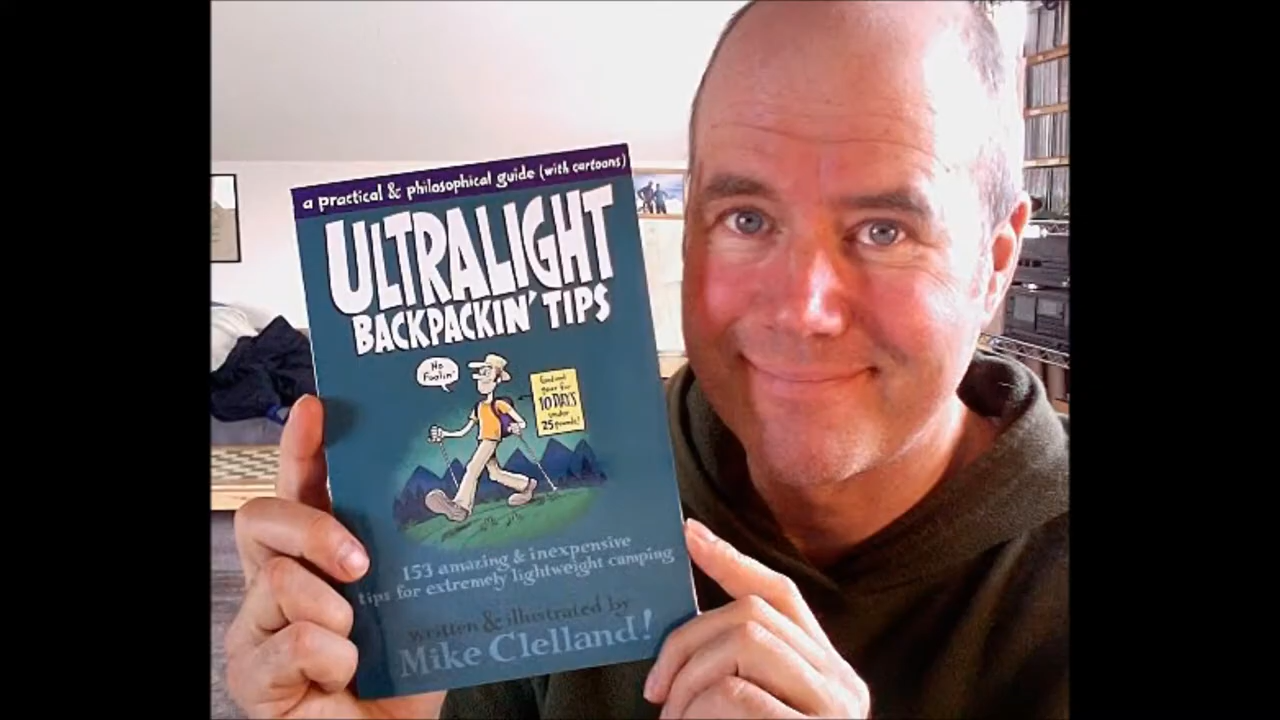 a practical & philosophical guide (with cartoons)
ULTRALIGHT
BACKPACKIN' TIPS
No
Foolin'
Food and
gear for
10 DAYS
under
25 pounds!
153 amazing & inexpensive
tips for extremely lightweight camping
written & illustrated by
Mike Clelland!